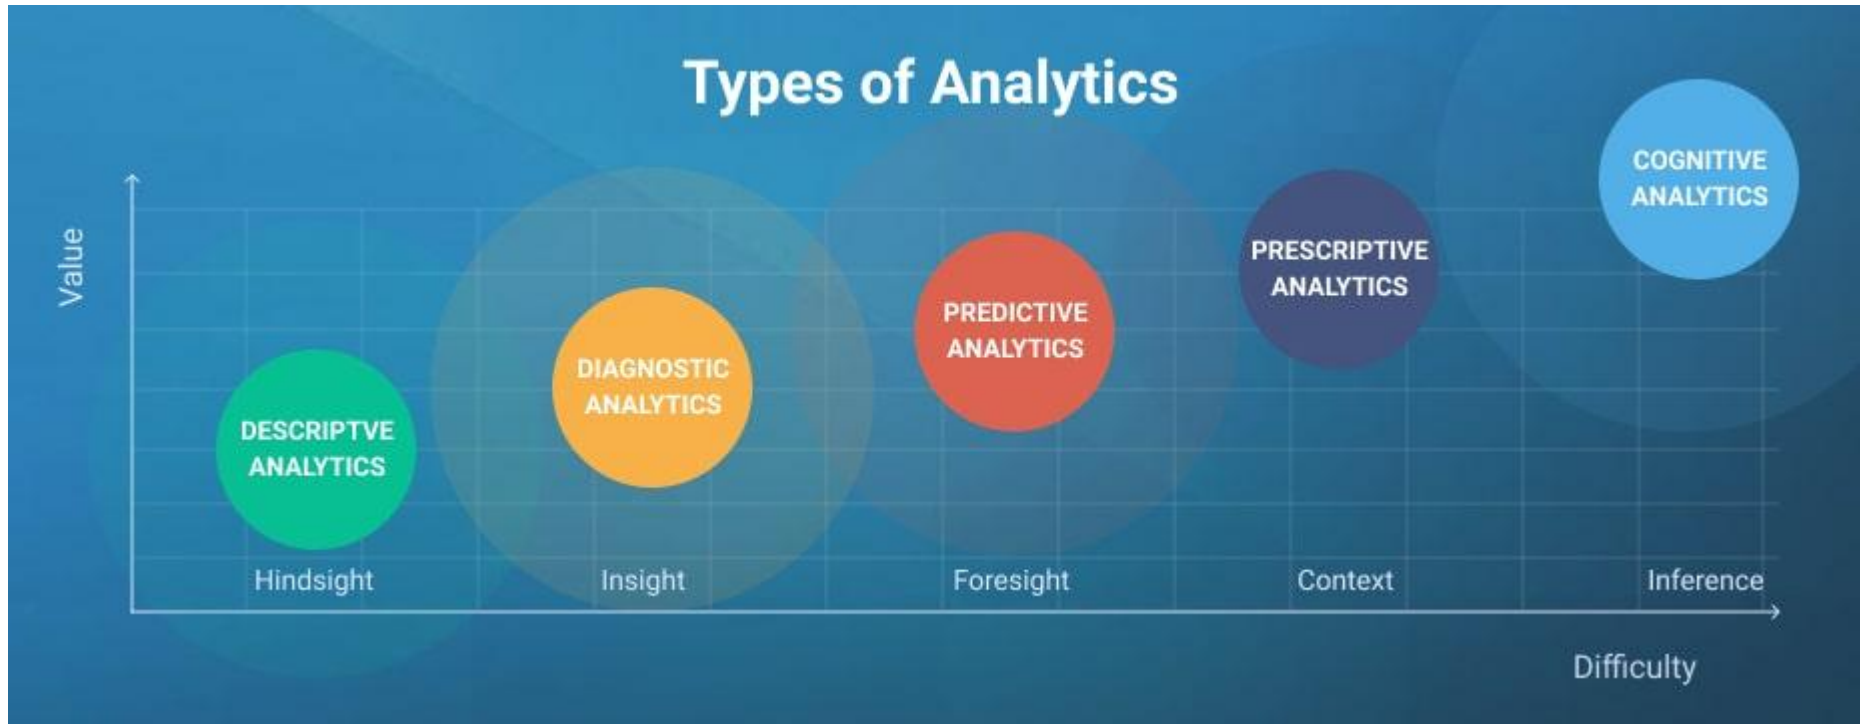 Types of Analytics
Value
DESCRIPTVE
ANALYTICS
DIAGNOSTIC
ANALYTICS
PREDICTIVE
ANALYTICS
PRESCRIPTIVE
ANALYTICS
COGNITIVE
ANALYTICS
Hindsight
Insight
Foresight
Context
Inference
Difficulty